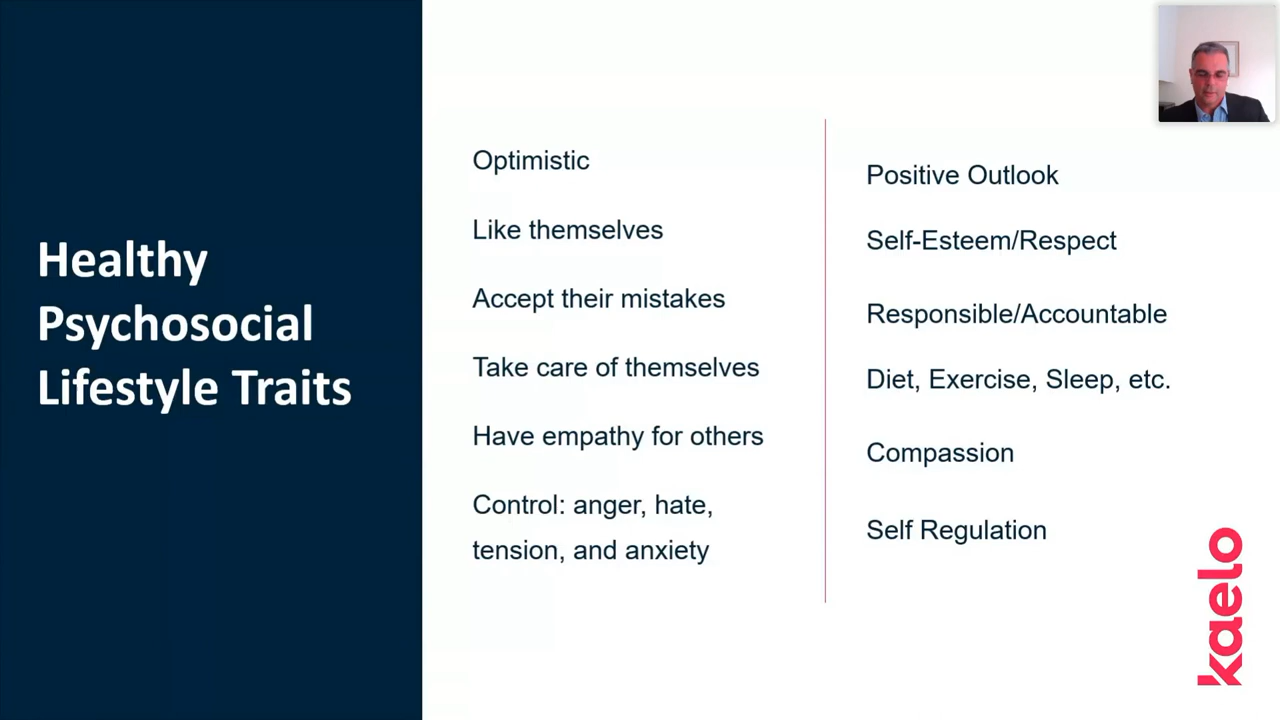 Healthy
Psychosocial
Lifestyle Traits
Optimistic
Like themselves
Accept their mistakes
Take care of themselves
Have empathy for others
Control: anger, hate,
tension, and anxiety
Positive Outlook
Self-Esteem/Respect
Responsible/Accountable
Diet, Exercise, Sleep, etc.
Compassion
Self Regulation
kaelo